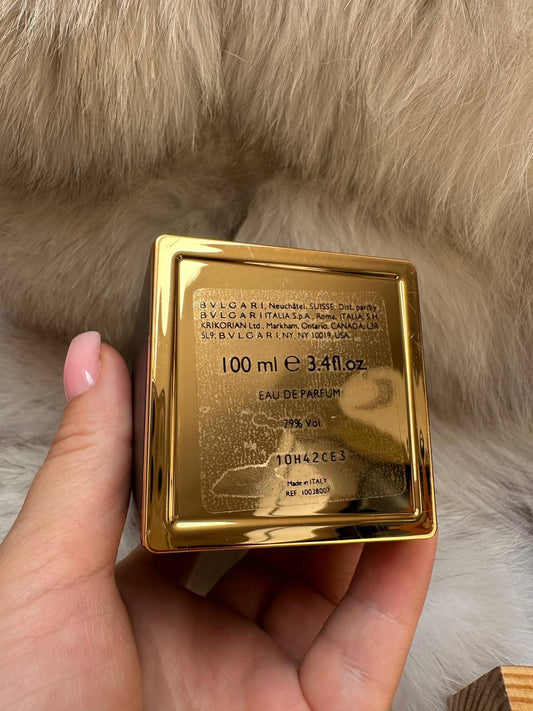 BVLGARI, Neuchâtel, SUISSE; Dist. par/by
BVLGARI ITALIA S.p.A., Roma, ITALIA; S.H.
KRIKORIAN Ltd., Markham, Ontario, CANADA, L3R
5L9; BVLGARI, NY, NY 10019, USA.
100 ml e 3.4fl.oz.
EAU DE PARFUM
79% Vol.
10H42CE3
Made in ITALY
REF. 10038007